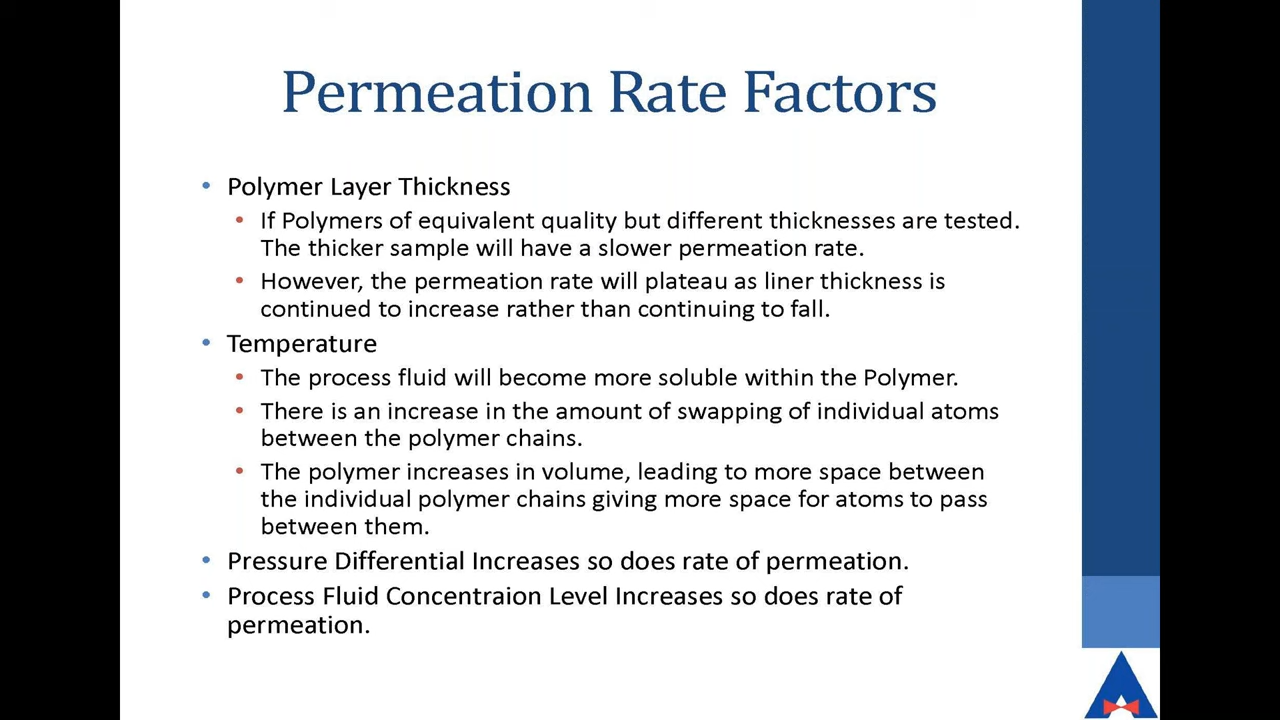 Permeation Rate Factors
• Polymer Layer Thickness
• If Polymers of equivalent quality but different thicknesses are tested.
The thicker sample will have a slower permeation rate.
• However, the permeation rate will plateau as liner thickness is
continued to increase rather than continuing to fall.
• Temperature
• The process fluid will become more soluble within the Polymer.
• There is an increase in the amount of swapping of individual atoms
between the polymer chains.
• The polymer increases in volume, leading to more space between
the individual polymer chains giving more space for atoms to pass
between them.
• Pressure Differential Increases so does rate of permeation.
• Process Fluid Concentraion Level Increases so does rate of
permeation.